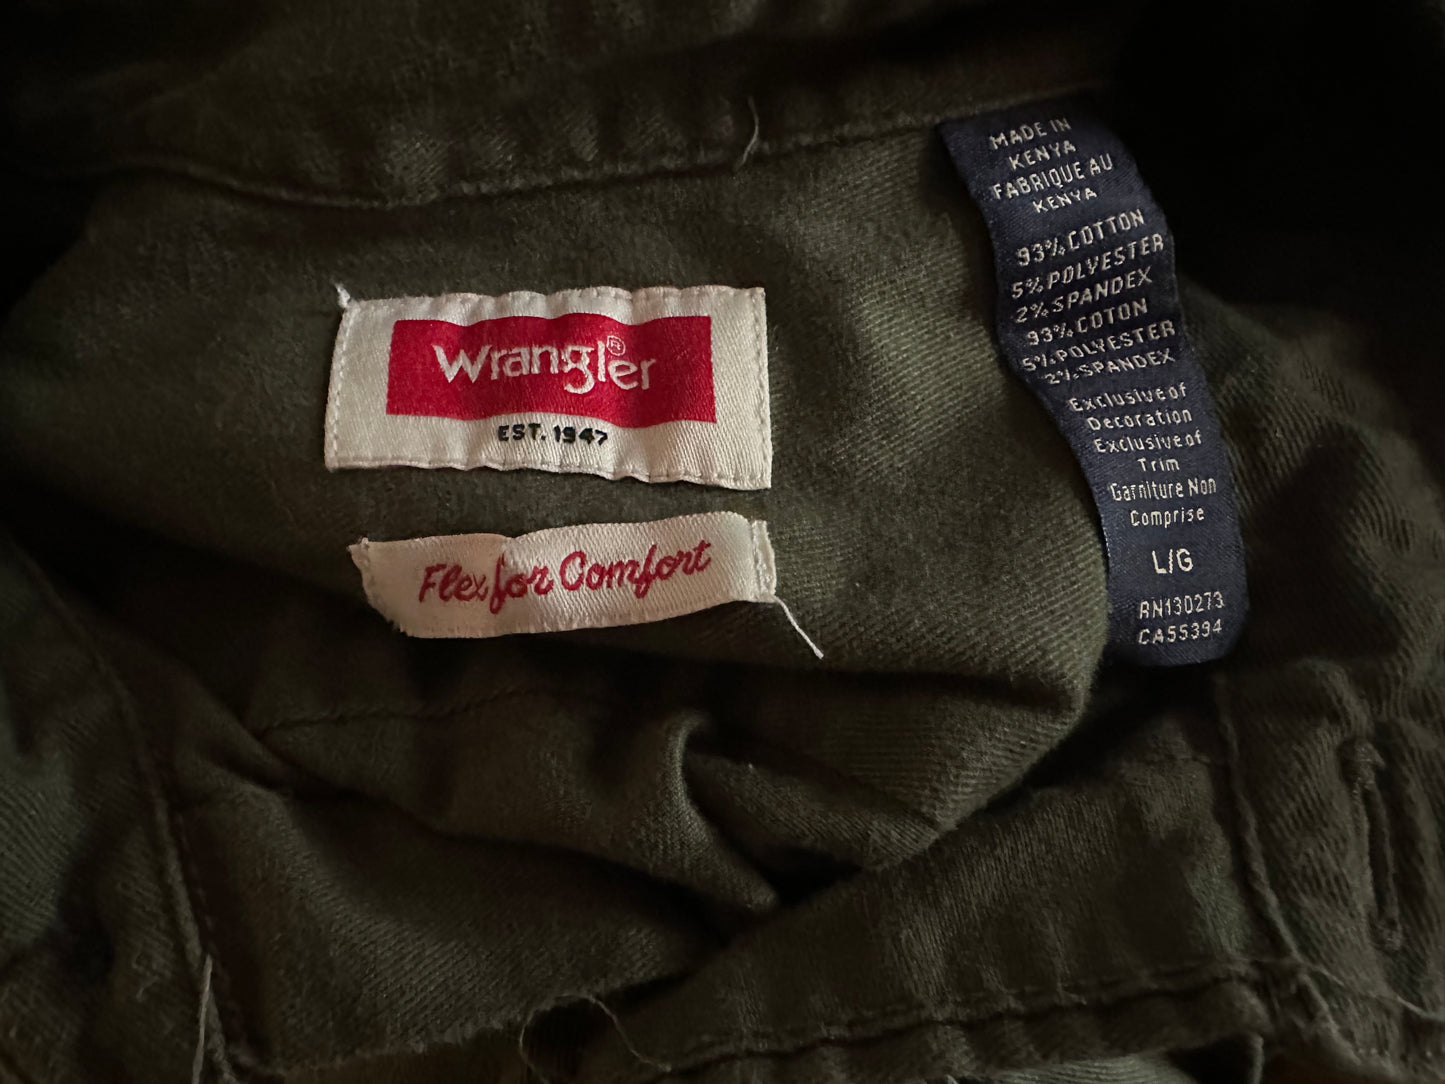 Wrangler®
EST. 1947
Flex for Comfort
MADE IN
KENYA
FABRIQUE AU
KENYA
93% COTTON
5% POLYESTER
2% SPANDEX
93% COTON
5% POLYESTER
2% SPANDEX
Exclusive of
Decoration
Exclusive of
Trim
Garniture Non
Comprise
L/G
RN130273
CA55394